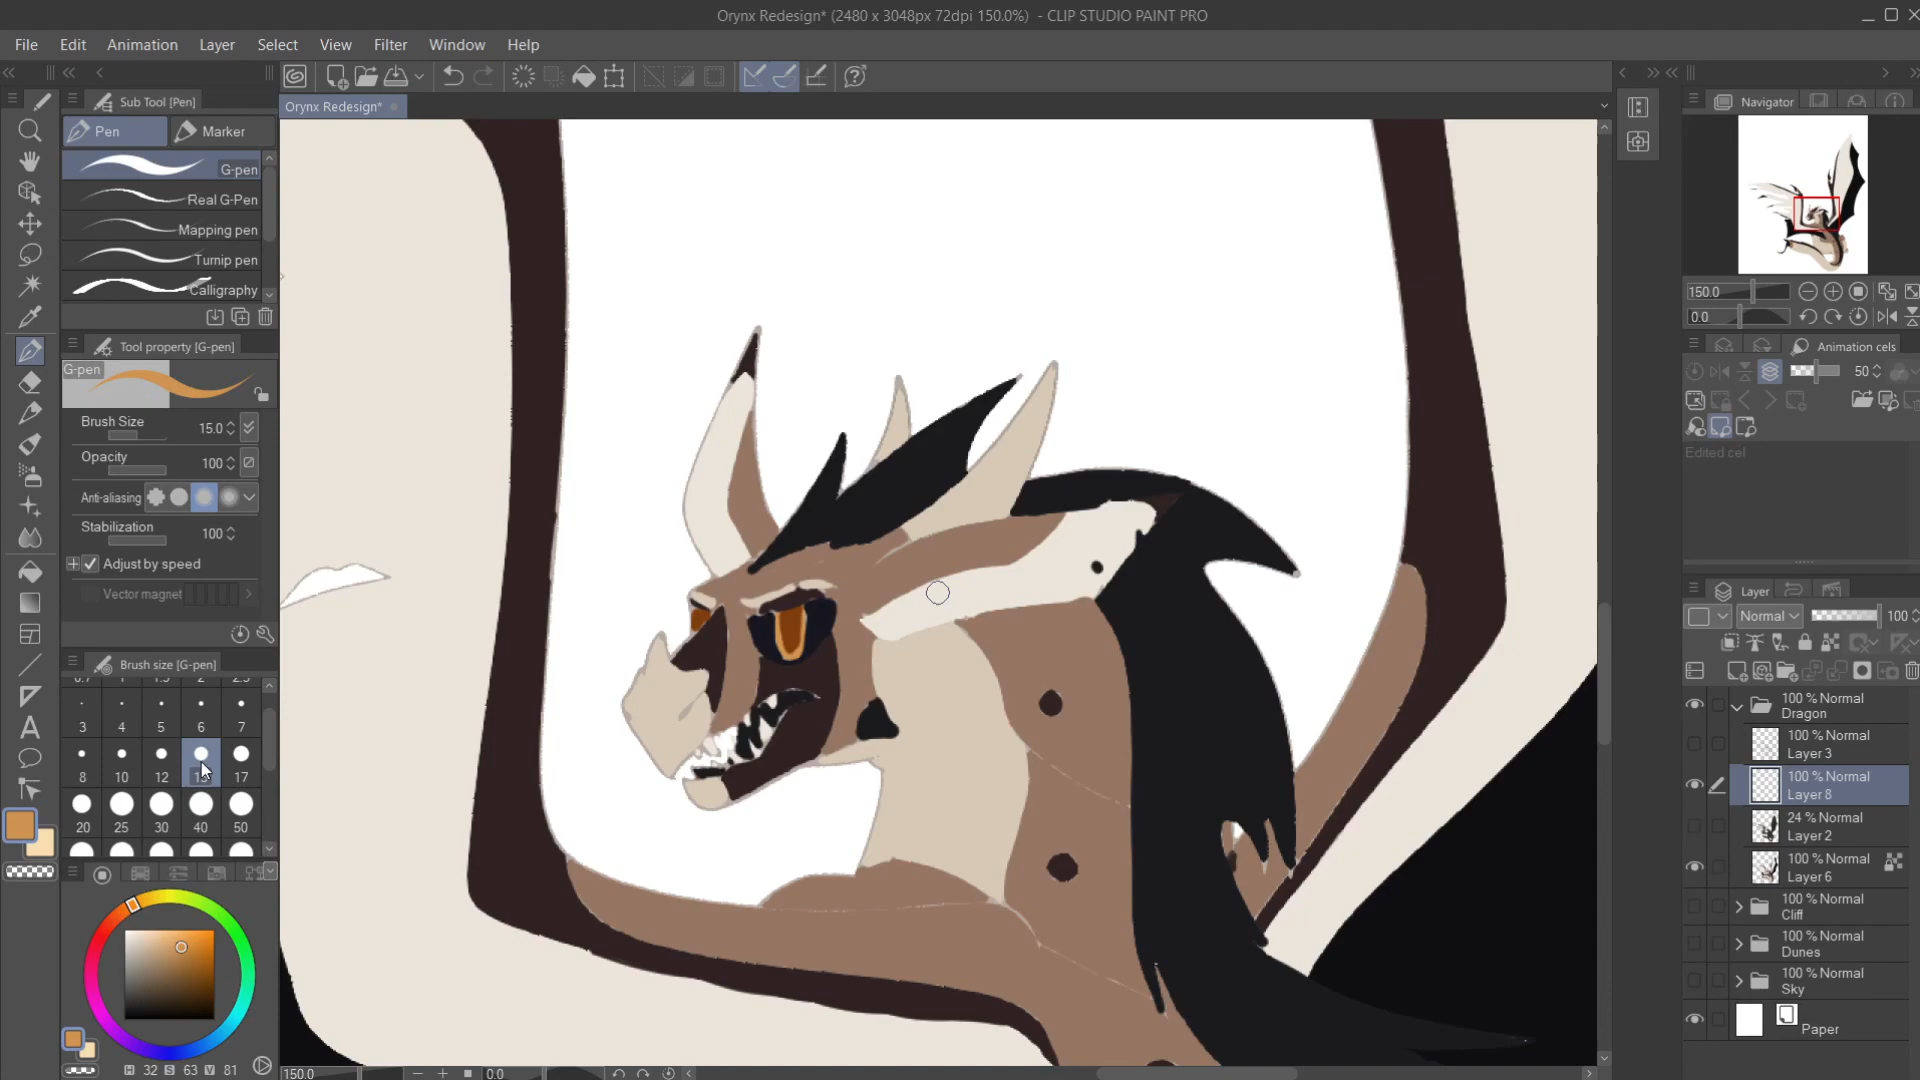 Orynx Redesign* (2480 x 3048px 72dpi 150.0%) - CLIP STUDIO PAINT PRO
File Edit Animation Layer Select View Filter Window Help
Sub Tool [Pen]
Orynx Redesign*
Navigator
Pen Marker
G-pen
Real G-Pen
Mapping pen
Turnip pen
Calligraphy
150.0
0.0
Tool property [G-pen]
Animation cels
G-pen
50
Brush Size 15.0
Edited cel
Opacity 100
Anti-aliasing
Stabilization 100
Adjust by speed
Vector magnet
Layer
Normal 100
Brush size [G-pen]
3 4 5 6 7
8 10 12 17
20 25 30 40 50
100 % Normal
Dragon
100 % Normal
Layer 3
100 % Normal
Layer 8
24 % Normal
Layer 2
100 % Normal
Layer 6
100 % Normal
Cliff
100 % Normal
Dunes
100 % Normal
Sky
Paper
H 32 S 63 V 81
150.0 0.0